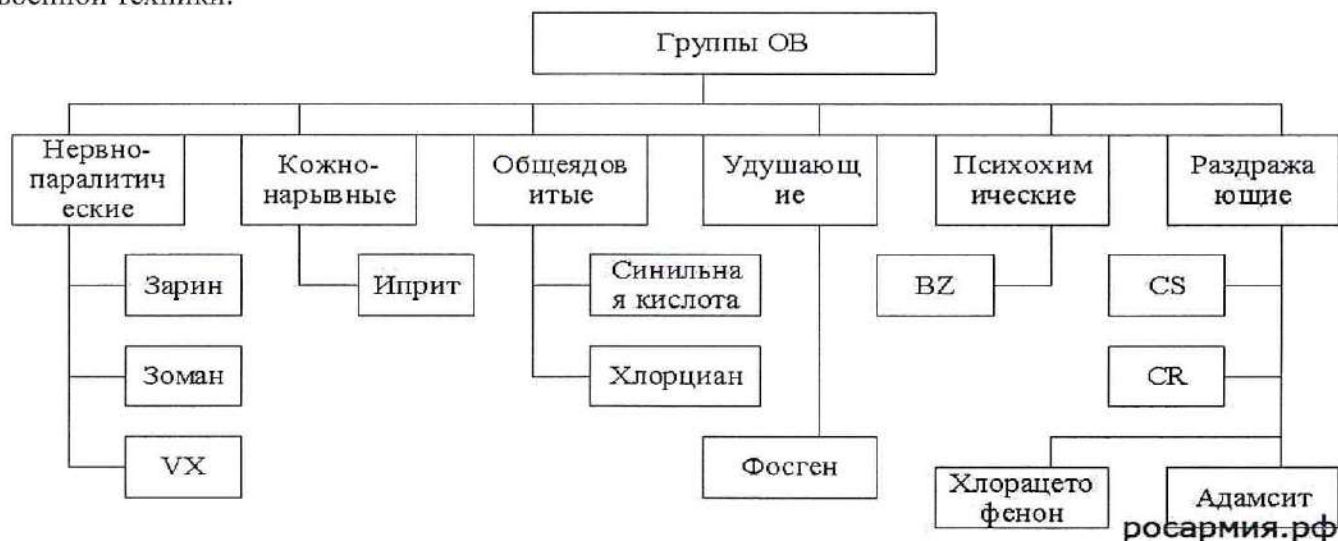 военной техники.
Группы ОВ
Нервно-
паралитич
еские
Кожно-
нарывные
Общеядов
итые
Удушающ
ие
Психохим
ические
Раздража
ющие
Зарин
Иприт
Синильна
я кислота
BZ
CS
Зоман
Хлорциан
CR
VX
Фосген
Хлорацето
фенон
Адамсит
росармия.рф